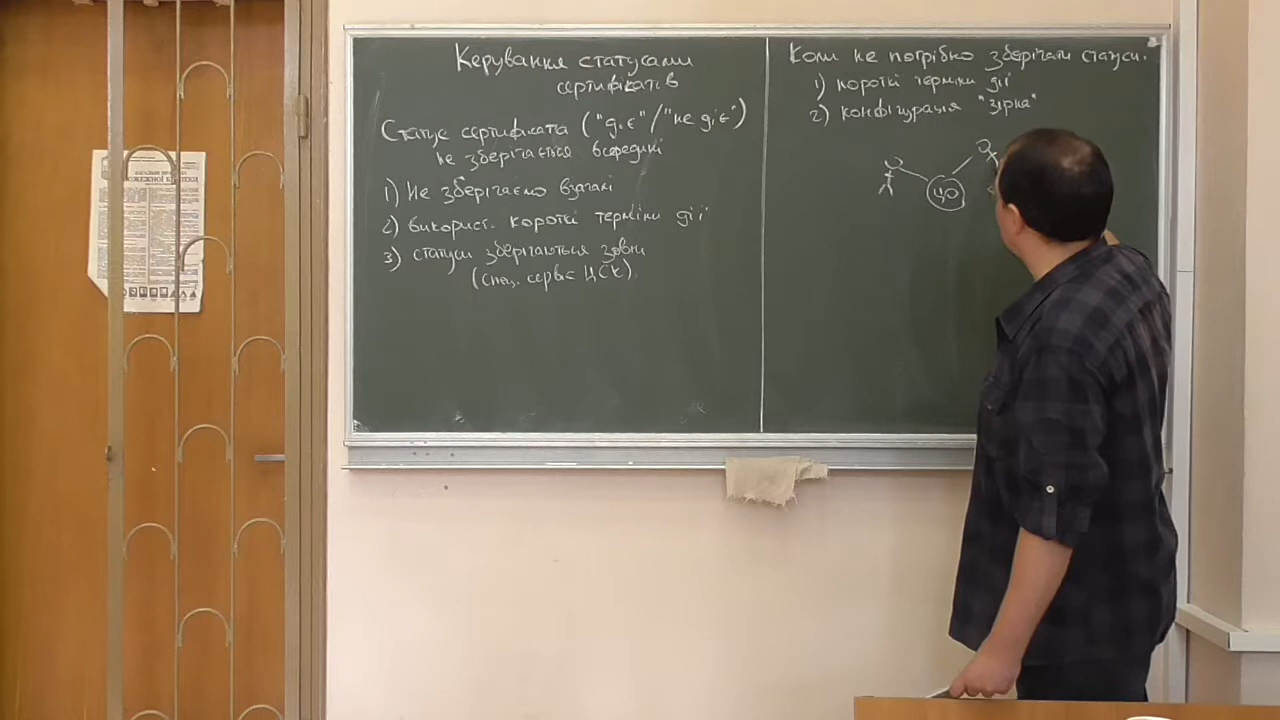 Керування статусами
сертифікатів
Статус сертифіката ("діє"/"не діє")
не зберігається всередині
1) Не зберігаємо взагалі
2) використ. короткі терміни дії
3) статуси зберігаються зовні
(спец. сервіс ЦСК).
Коли не потрібно зберігати статуси.
1) короткі терміни дії
2) конфігурація "зірка"
ЦО